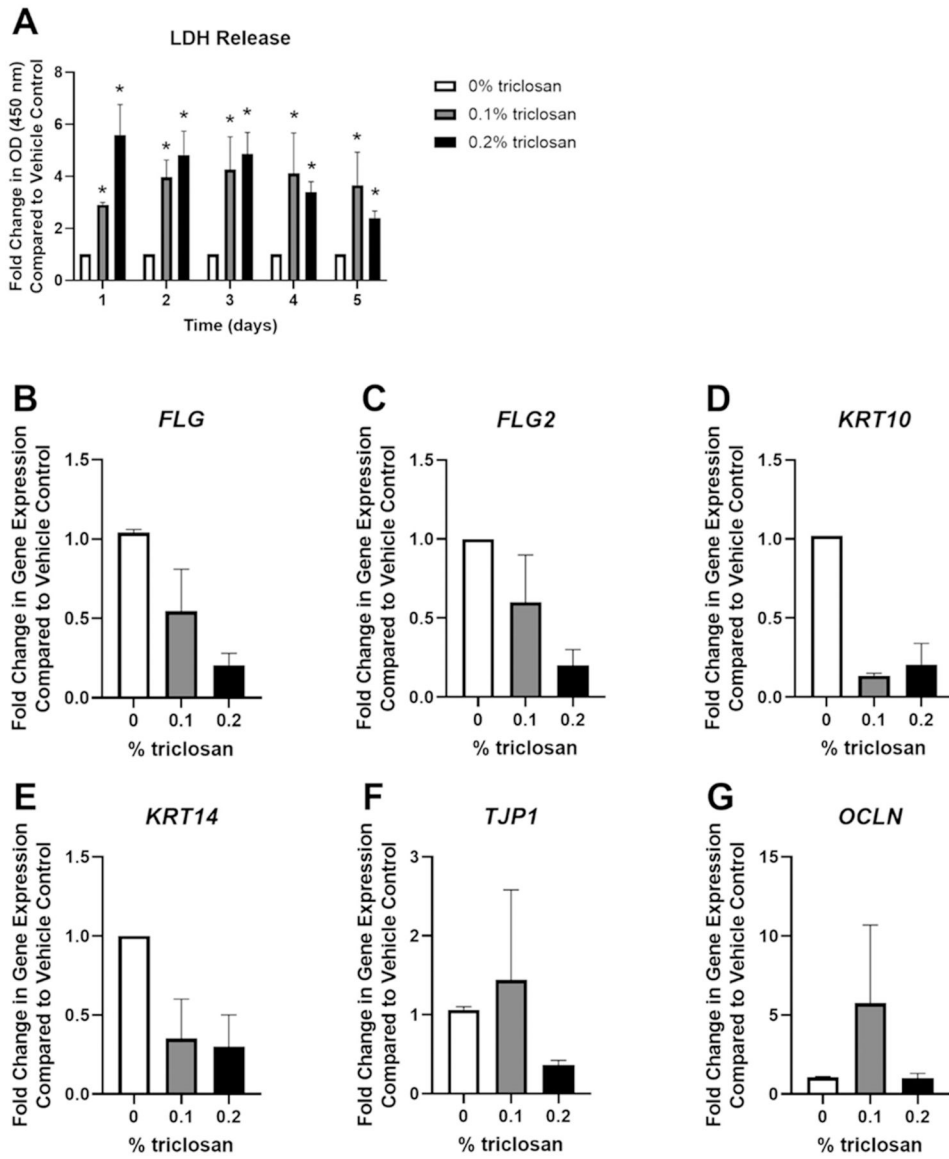 A
LDH Release
Fold Change in OD (450 nm)
Compared to Vehicle Control
8
6
4
2
0
* * * * * * * * * *
1 2 3 4 5
Time (days)
0% triclosan
0.1% triclosan
0.2% triclosan
B
FLG
Fold Change in Gene Expression
Compared to Vehicle Control
1.5
1.0
0.5
0.0
0 0.1 0.2
% triclosan
C
FLG2
Fold Change in Gene Expression
Compared to Vehicle Control
1.5
1.0
0.5
0.0
0 0.1 0.2
% triclosan
D
KRT10
Fold Change in Gene Expression
Compared to Vehicle Control
1.5
1.0
0.5
0.0
0 0.1 0.2
% triclosan
E
KRT14
Fold Change in Gene Expression
Compared to Vehicle Control
1.5
1.0
0.5
0.0
0 0.1 0.2
% triclosan
F
TJP1
Fold Change in Gene Expression
Compared to Vehicle Control
3
2
1
0
0 0.1 0.2
% triclosan
G
OCLN
Fold Change in Gene Expression
Compared to Vehicle Control
15
10
5
0
0 0.1 0.2
% triclosan